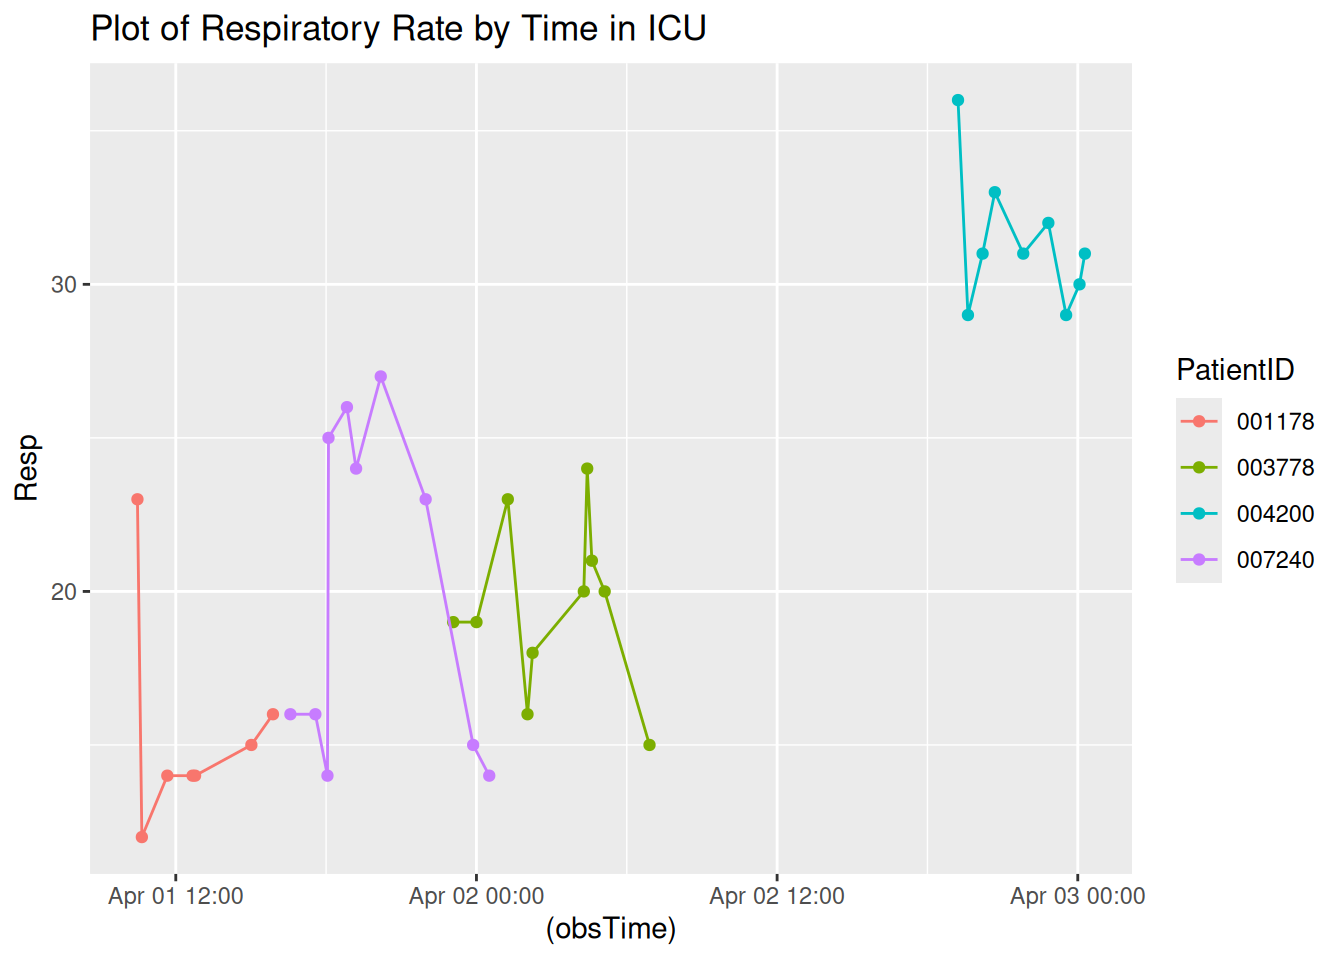 Plot of Respiratory Rate by Time in ICU
Resp
30
20
Apr 01 12:00
Apr 02 00:00
Apr 02 12:00
Apr 03 00:00
(obsTime)
PatientID
001178
003778
004200
007240